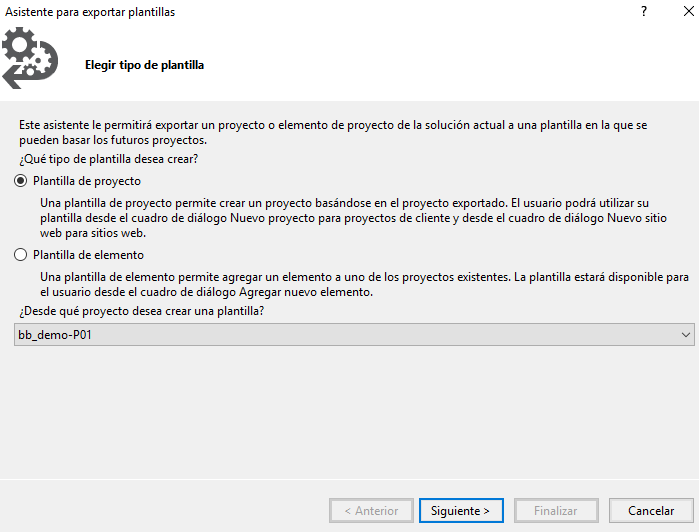 Asistente para exportar plantillas
?
Elegir tipo de plantilla
Este asistente le permitirá exportar un proyecto o elemento de proyecto de la solución actual a una plantilla en la que se
pueden basar los futuros proyectos.
¿Qué tipo de plantilla desea crear?
Plantilla de proyecto
Una plantilla de proyecto permite crear un proyecto basándose en el proyecto exportado. El usuario podrá utilizar su
plantilla desde el cuadro de diálogo Nuevo proyecto para proyectos de cliente y desde el cuadro de diálogo Nuevo sitio
web para sitios web.
Plantilla de elemento
Una plantilla de elemento permite agregar un elemento a uno de los proyectos existentes. La plantilla estará disponible para
el usuario desde el cuadro de diálogo Agregar nuevo elemento.
¿Desde qué proyecto desea crear una plantilla?
bb_demo-P01
< Anterior Siguiente > Finalizar Cancelar